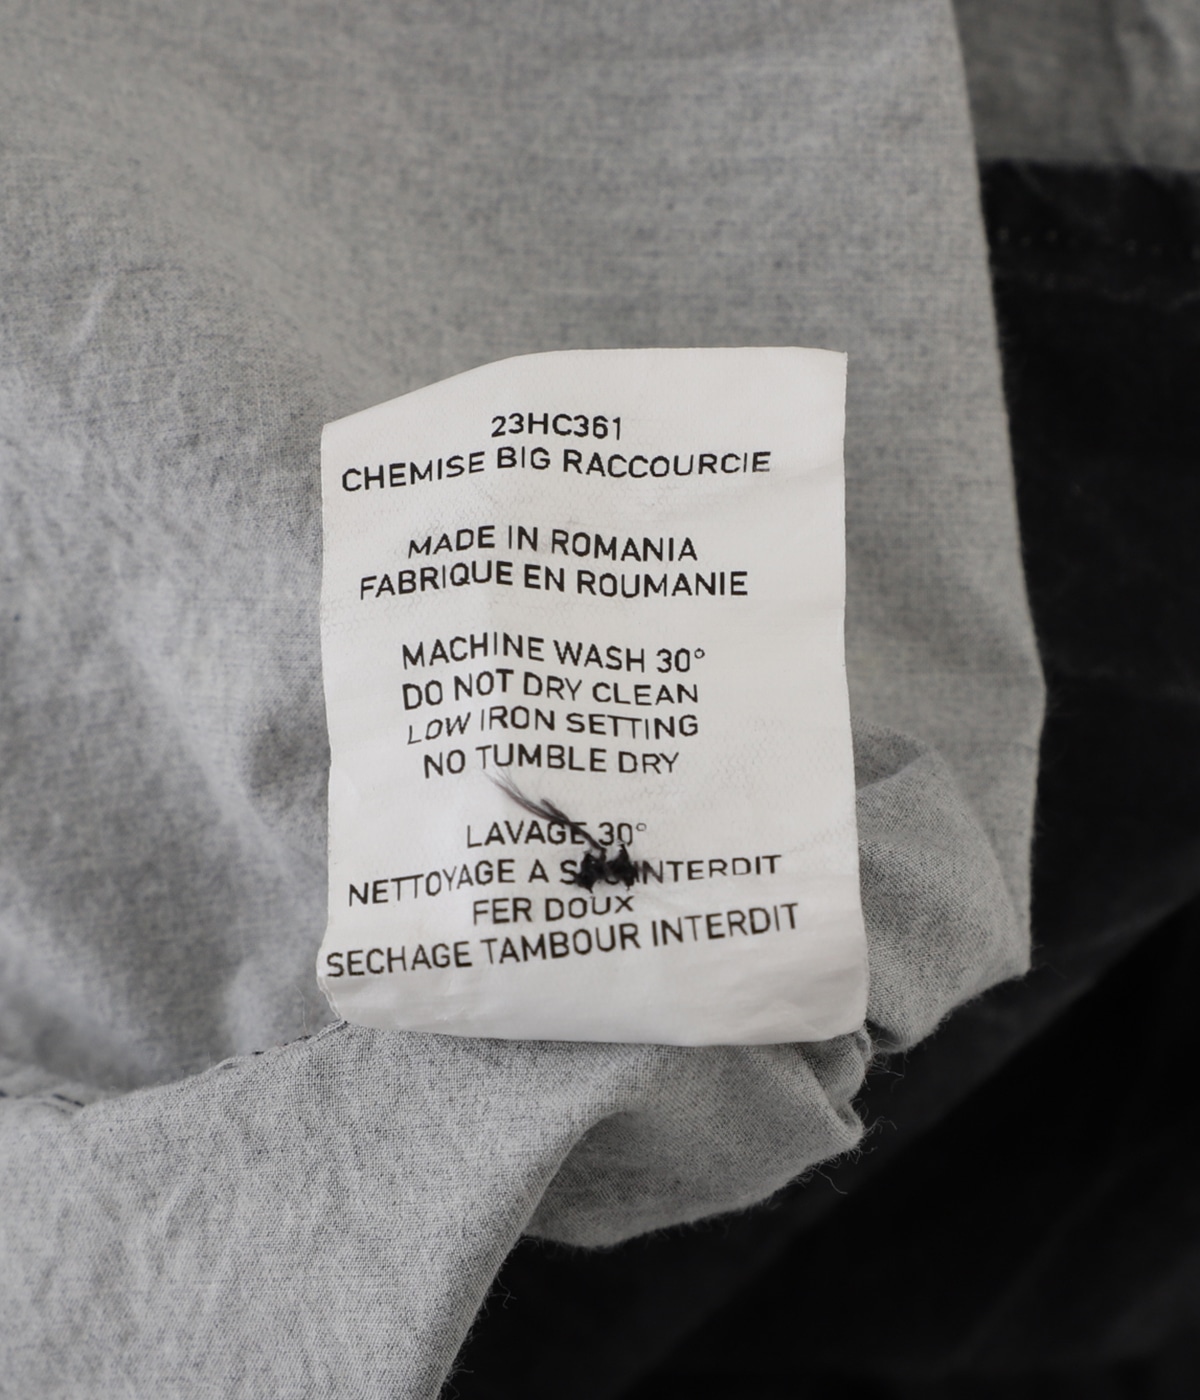 23HC361
CHEMISE BIG RACCOURCIE
MADE IN ROMANIA
FABRIQUE EN ROUMANIE
MACHINE WASH 30°
DO NOT DRY CLEAN
LOW IRON SETTING
NO TUMBLE DRY
LAVAGE 30°
NETTOYAGE A INTERDIT
FER DOUX
SECHAGE TAMBOUR INTERDIT